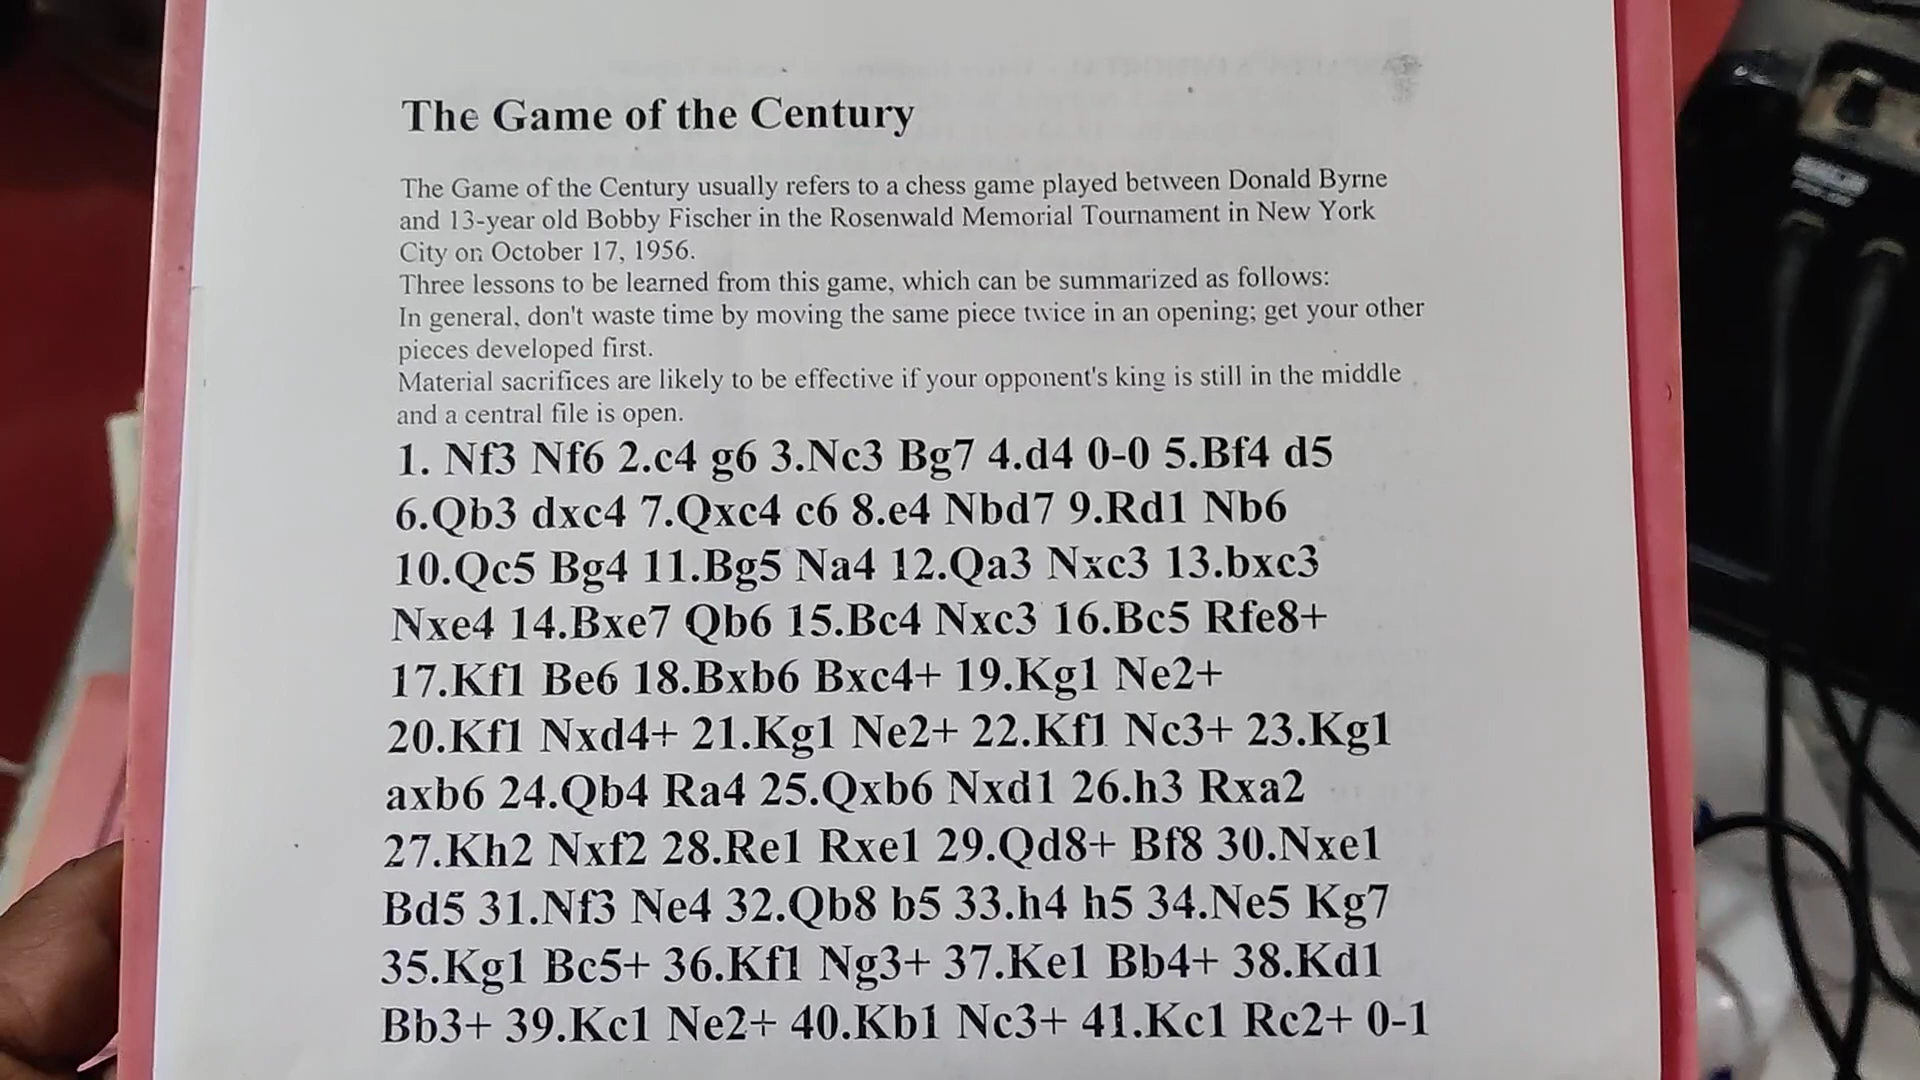 The Game of the Century
The Game of the Century usually refers to a chess game played between Donald Byrne
and 13-year old Bobby Fischer in the Rosenwald Memorial Tournament in New York
City on October 17, 1956.
Three lessons to be learned from this game, which can be summarized as follows:
In general, don't waste time by moving the same piece twice in an opening; get your other
pieces developed first.
Material sacrifices are likely to be effective if your opponent's king is still in the middle
and a central file is open.
1. Nf3 Nf6 2.c4 g6 3.Nc3 Bg7 4.d4 0-0 5.Bf4 d5
6.Qb3 dxc4 7.Qxc4 c6 8.e4 Nbd7 9.Rd1 Nb6
10.Qc5 Bg4 11.Bg5 Na4 12.Qa3 Nxc3 13.bxc3
Nxe4 14.Bxe7 Qb6 15.Bc4 Nxc3 16.Bc5 Rfe8+
17.Kf1 Be6 18.Bxb6 Bxc4+ 19.Kg1 Ne2+
20.Kf1 Nxd4+ 21.Kg1 Ne2+ 22.Kf1 Nc3+ 23.Kg1
axb6 24.Qb4 Ra4 25.Qxb6 Nxd1 26.h3 Rxa2
27.Kh2 Nxf2 28.Re1 Rxe1 29.Qd8+ Bf8 30.Nxe1
Bd5 31.Nf3 Ne4 32.Qb8 b5 33.h4 h5 34.Ne5 Kg7
35.Kg1 Bc5+ 36.Kf1 Ng3+ 37.Ke1 Bb4+ 38.Kd1
Bb3+ 39.Kc1 Ne2+ 40.Kb1 Nc3+ 41.Kc1 Rc2+ 0-1